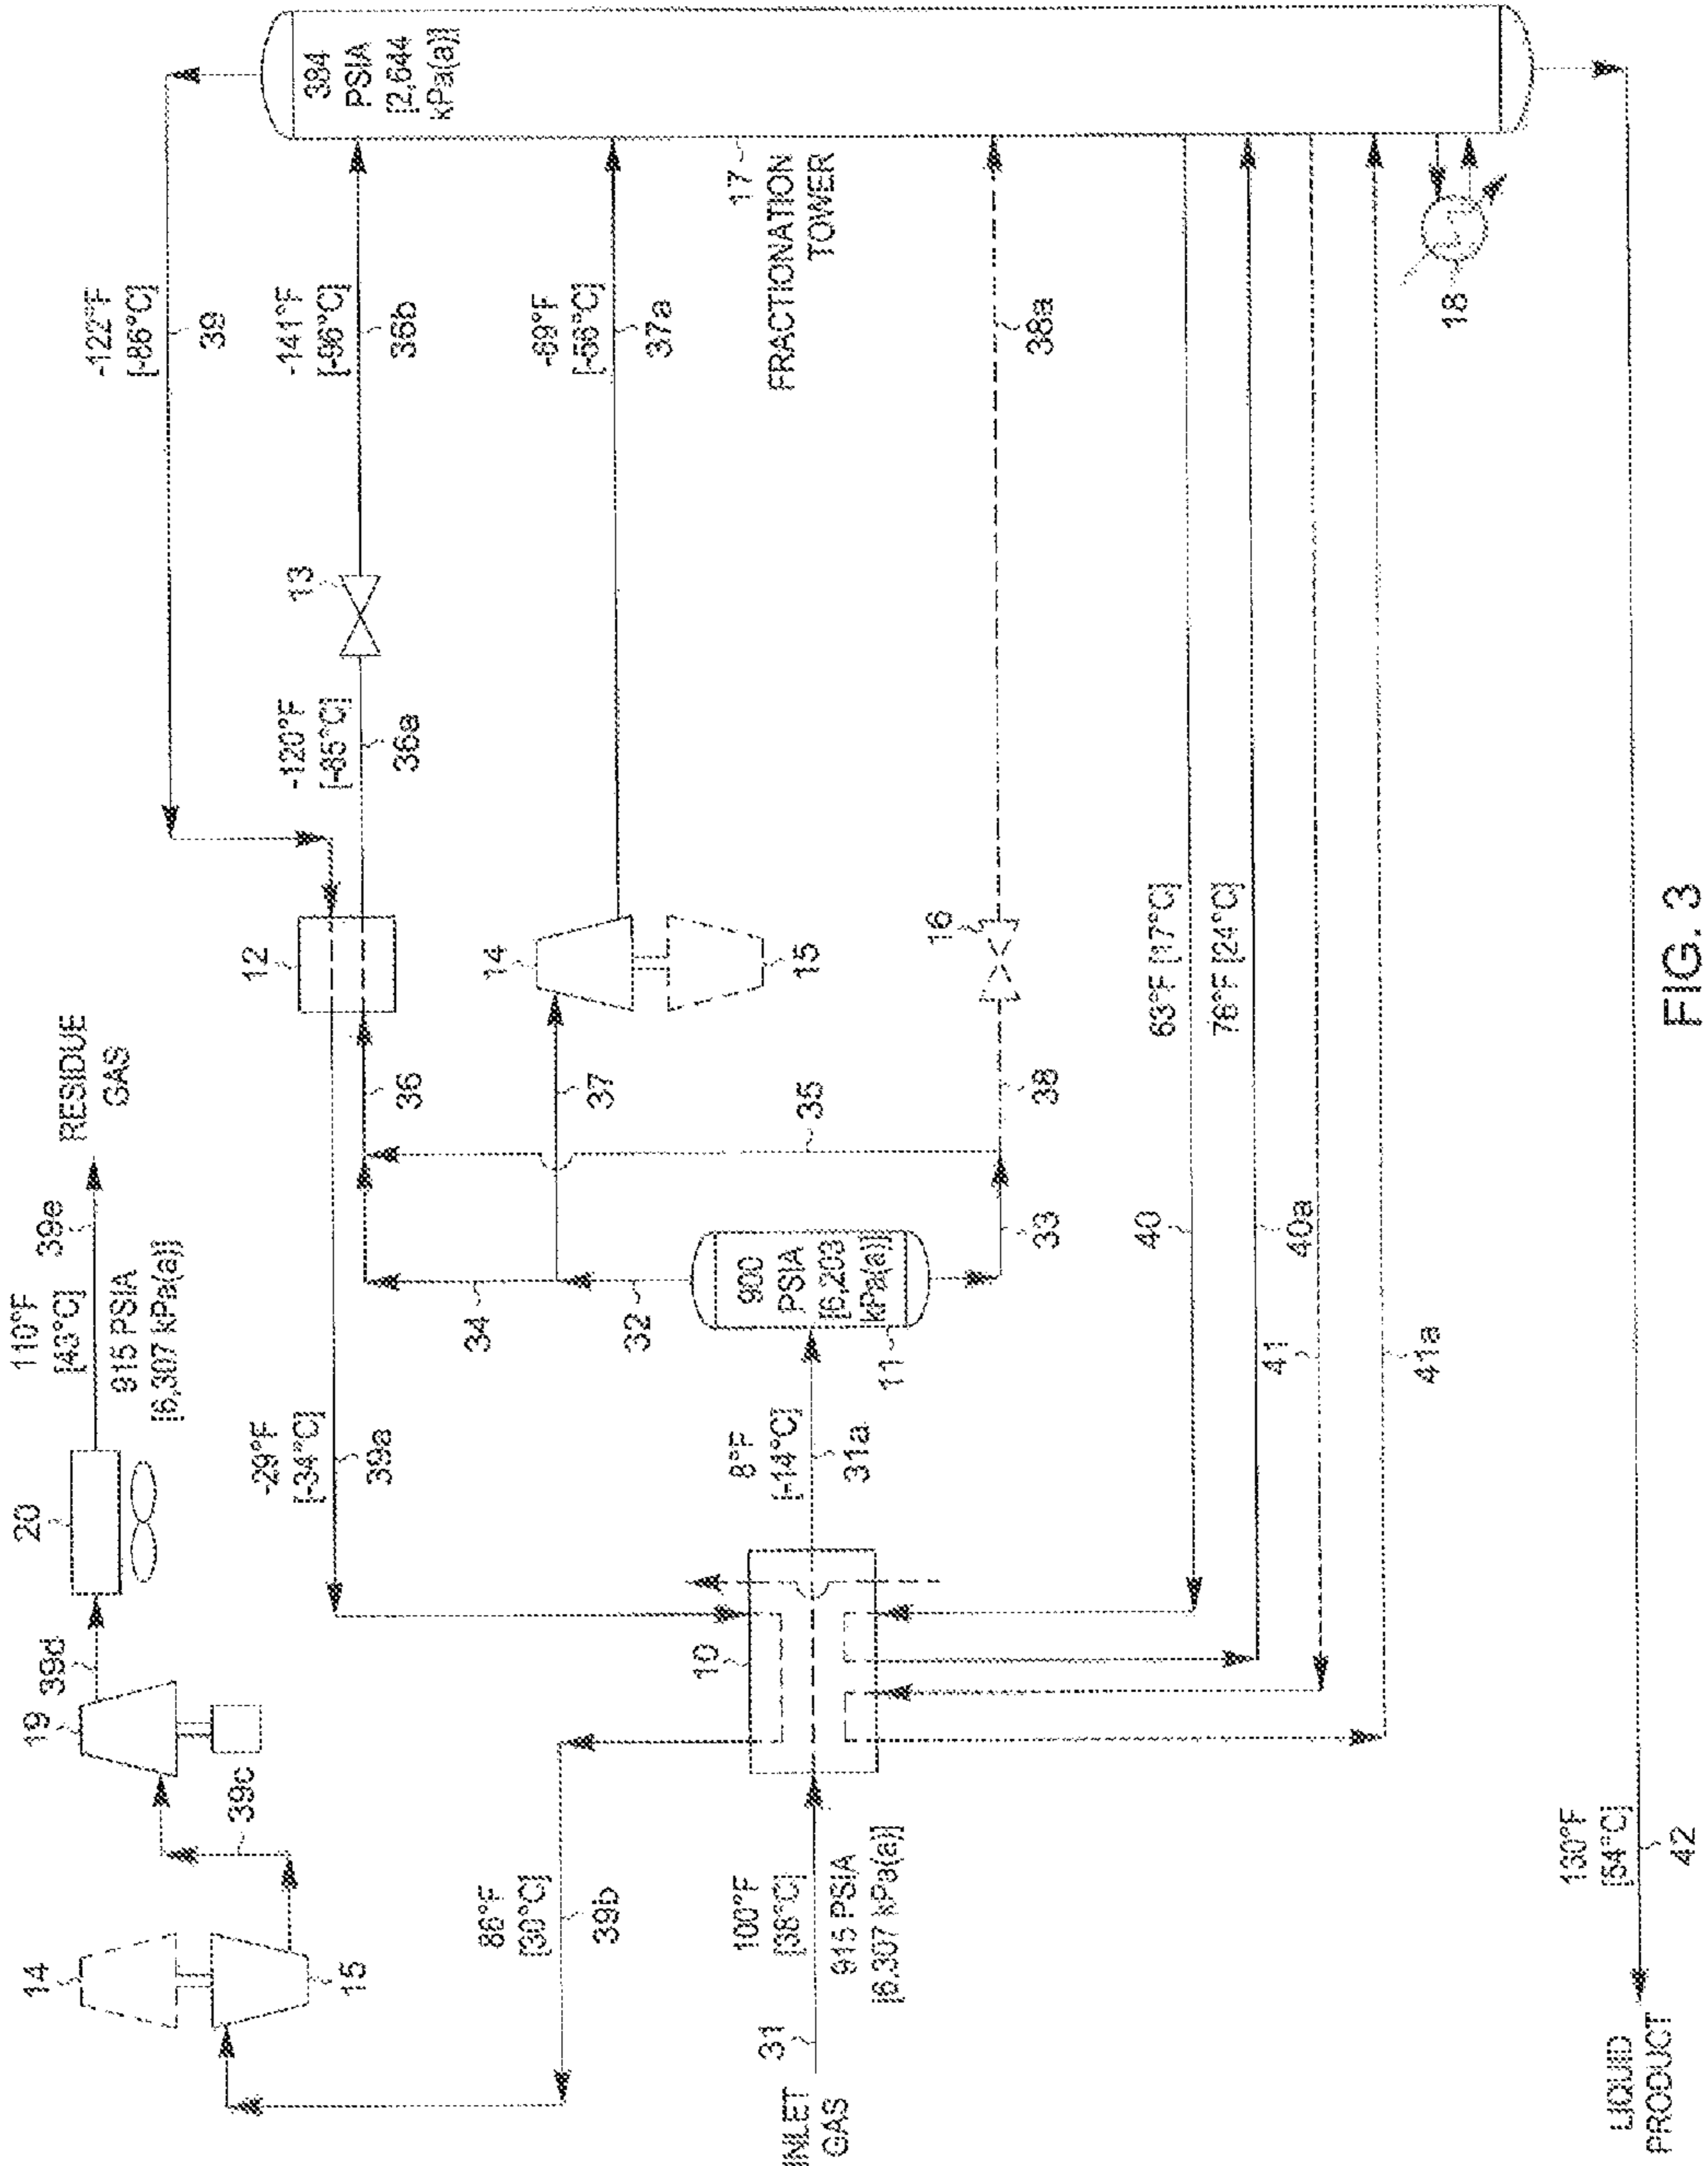 14
19
39d
20
110°F
[43°C]
39e
915 PSIA
[6,307 kPa(a)]
RESIDUE
GAS
-122°F
[-86°C]
39
15
39c
-29°F
[-34°C]
39a
12
36
-120°F
[-85°C]
36a
13
-141°F
[-96°C]
36b
384
PSIA
[2,644
kPa(a)]
86°F
[30°C]
39b
34
32
37
14
15
-69°F
[-56°C]
37a
INLET
GAS
31
100°F
[38°C]
915 PSIA
[6,307 kPa(a)]
10
8°F
[-14°C]
31a
900
PSIA
[6,203
kPa(a)]
11
35
33
38
16
38a
17
FRACTIONATION
TOWER
40
63°F [17°C]
76°F [24°C]
40a
41
41a
18
LIQUID
PRODUCT
130°F
[54°C]
42
FIG. 3